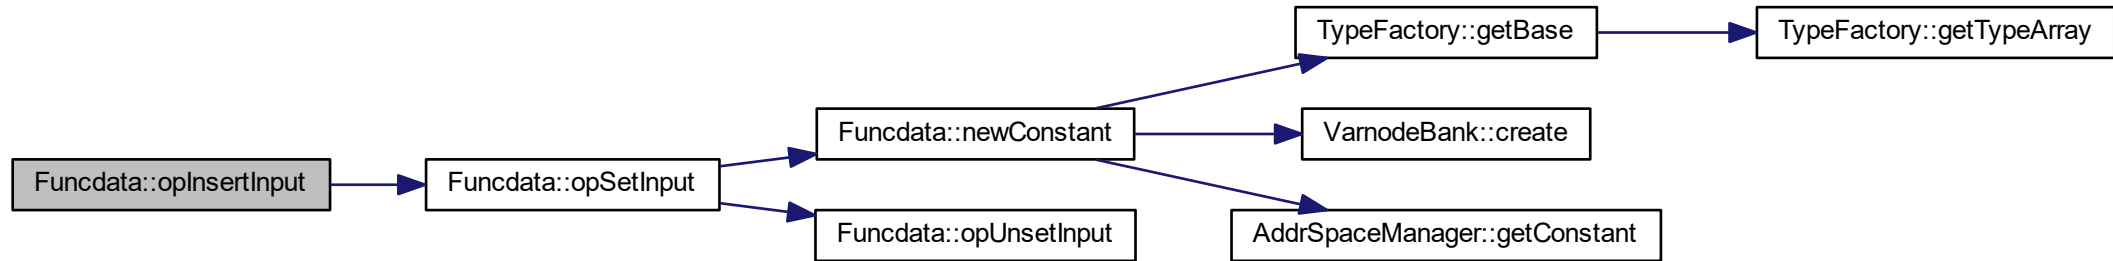 Funcdata::opInsertInput
Funcdata::opSetInput
Funcdata::newConstant
Funcdata::opUnsetInput
TypeFactory::getBase
VarnodeBank::create
AddrSpaceManager::getConstant
TypeFactory::getTypeArray